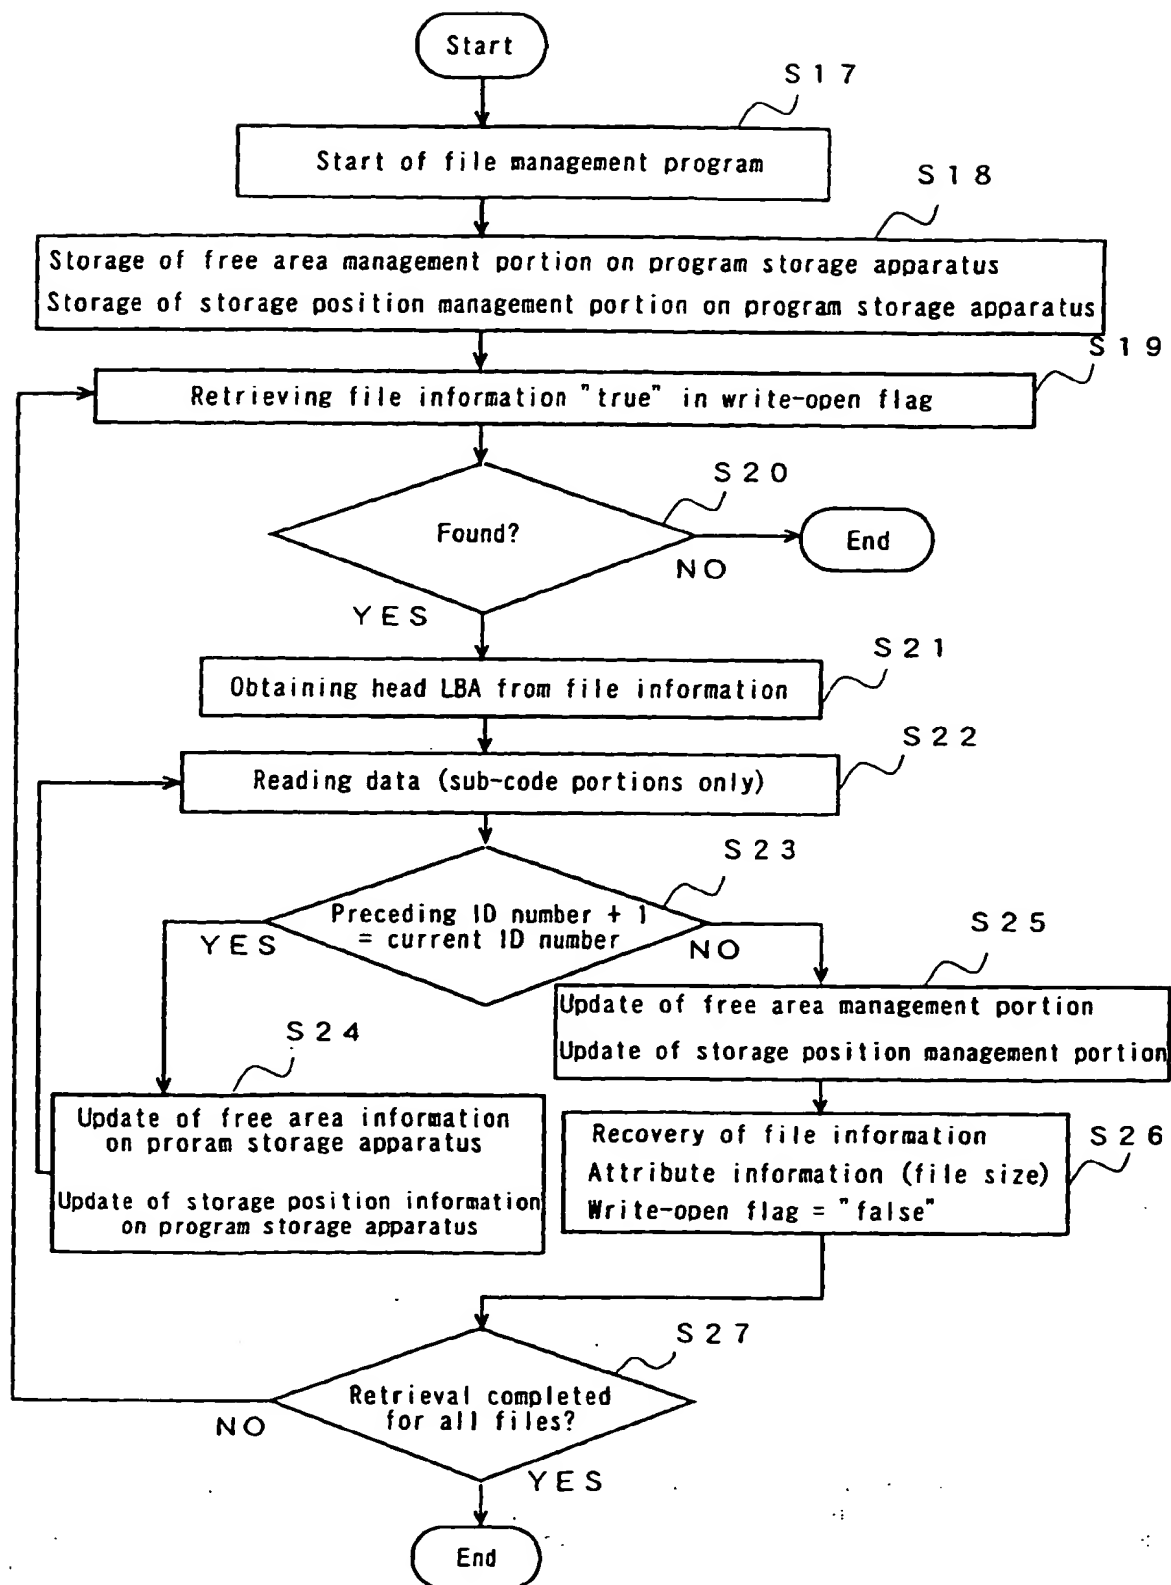 Start
S17
Start of file management program
S18
Storage of free area management portion on program storage apparatus
Storage of storage position management portion on program storage apparatus
S19
Retrieving file information "true" in write-open flag
S20
Found?
End
NO
YES
S21
Obtaining head LBA from file information
S22
Reading data (sub-code portions only)
S23
Preceding ID number + 1
= current ID number
YES
NO
S25
Update of free area management portion
Update of storage position management portion
S24
Update of free area information
on proram storage apparatus
Update of storage position information
on program storage apparatus
Recovery of file information
Attribute information (file size)
Write-open flag = "false"
S26
S27
Retrieval completed
for all files?
NO
YES
End